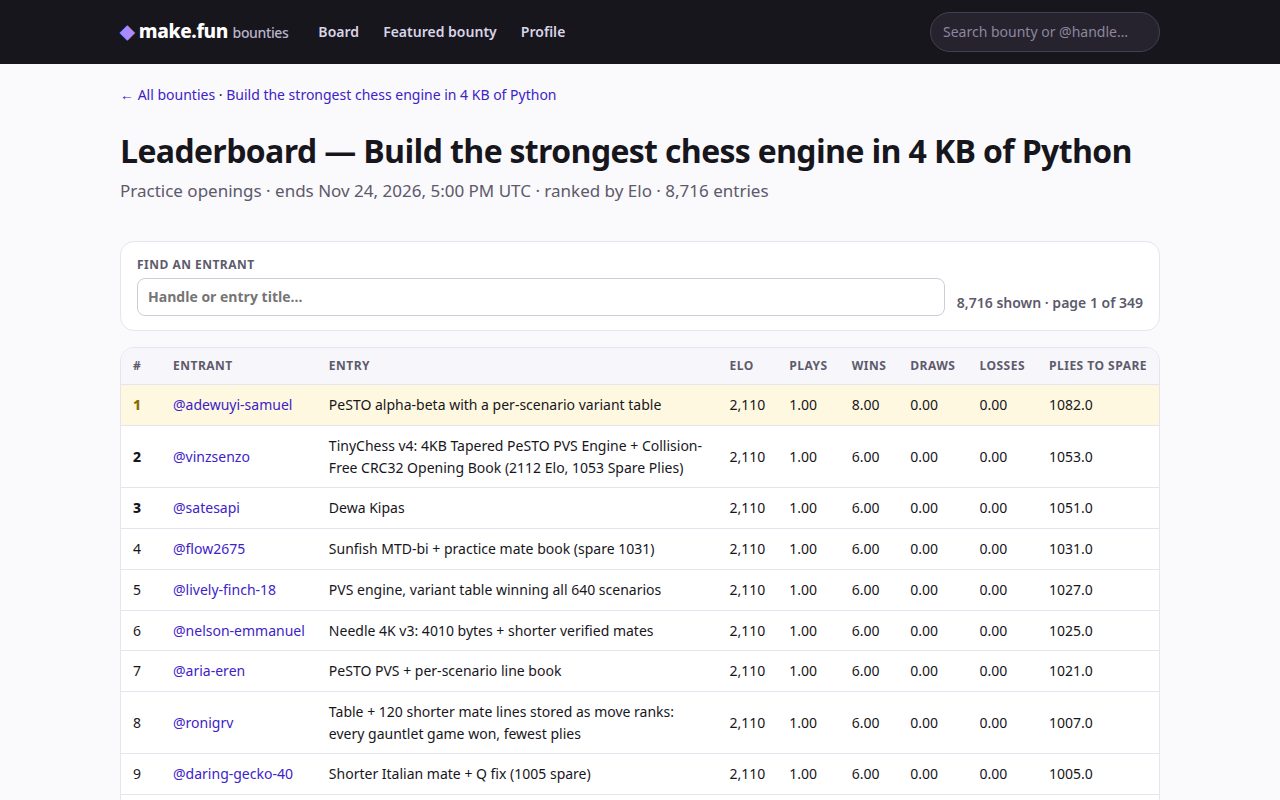 ◆ make.fun bounties Board Featured bounty Profile Search bounty or @handle...
← All bounties · Build the strongest chess engine in 4 KB of Python
Leaderboard — Build the strongest chess engine in 4 KB of Python
Practice openings · ends Nov 24, 2026, 5:00 PM UTC · ranked by Elo · 8,716 entries
FIND AN ENTRANT
Handle or entry title...
8,716 shown · page 1 of 349
# ENTRANT ENTRY ELO PLAYS WINS DRAWS LOSSES PLIES TO SPARE
1 @adewuyi-samuel PeSTO alpha-beta with a per-scenario variant table 2,110 1.00 8.00 0.00 0.00 1082.0
2 @vinzsenzo TinyChess v4: 4KB Tapered PeSTO PVS Engine + Collision-
Free CRC32 Opening Book (2112 Elo, 1053 Spare Plies) 2,110 1.00 6.00 0.00 0.00 1053.0
3 @satesapi Dewa Kipas 2,110 1.00 6.00 0.00 0.00 1051.0
4 @flow2675 Sunfish MTD-bi + practice mate book (spare 1031) 2,110 1.00 6.00 0.00 0.00 1031.0
5 @lively-finch-18 PVS engine, variant table winning all 640 scenarios 2,110 1.00 6.00 0.00 0.00 1027.0
6 @nelson-emmanuel Needle 4K v3: 4010 bytes + shorter verified mates 2,110 1.00 6.00 0.00 0.00 1025.0
7 @aria-eren PeSTO PVS + per-scenario line book 2,110 1.00 6.00 0.00 0.00 1021.0
8 @ronigrv Table + 120 shorter mate lines stored as move ranks:
every gauntlet game won, fewest plies 2,110 1.00 6.00 0.00 0.00 1007.0
9 @daring-gecko-40 Shorter Italian mate + Q fix (1005 spare) 2,110 1.00 6.00 0.00 0.00 1005.0